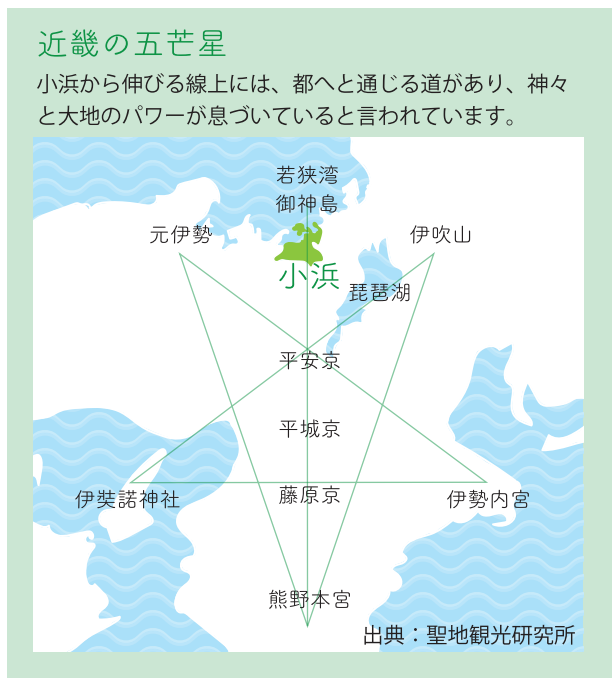 近畿の五芒星
小浜から伸びる線上には、都へと通じる道があり、神々
と大地のパワーが息づいていると言われています。
若狭湾
御神島
元伊勢
伊吹山
小浜
琵琶湖
平安京
平城京
伊奘諾神社
藤原京
伊勢内宮
熊野本宮
出典：聖地観光研究所